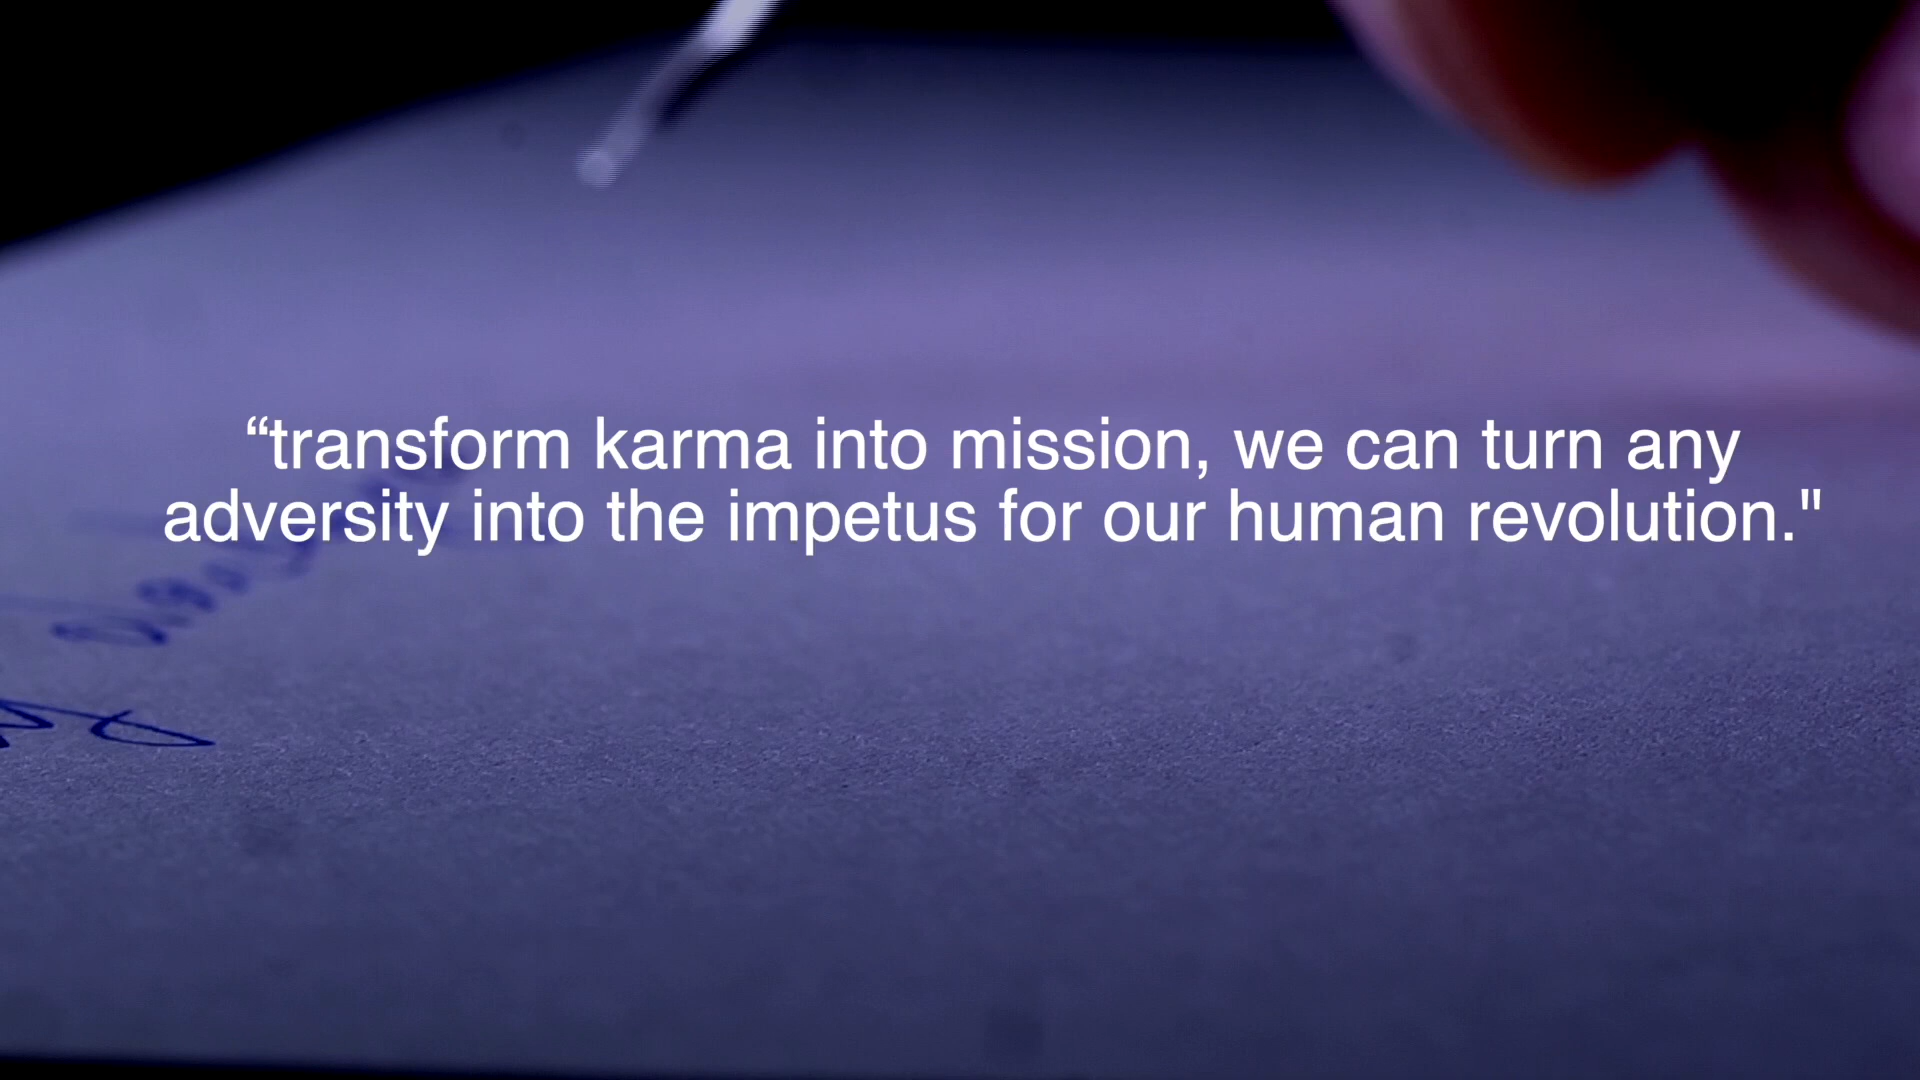 “transform karma into mission, we can turn any
adversity into the impetus for our human revolution."